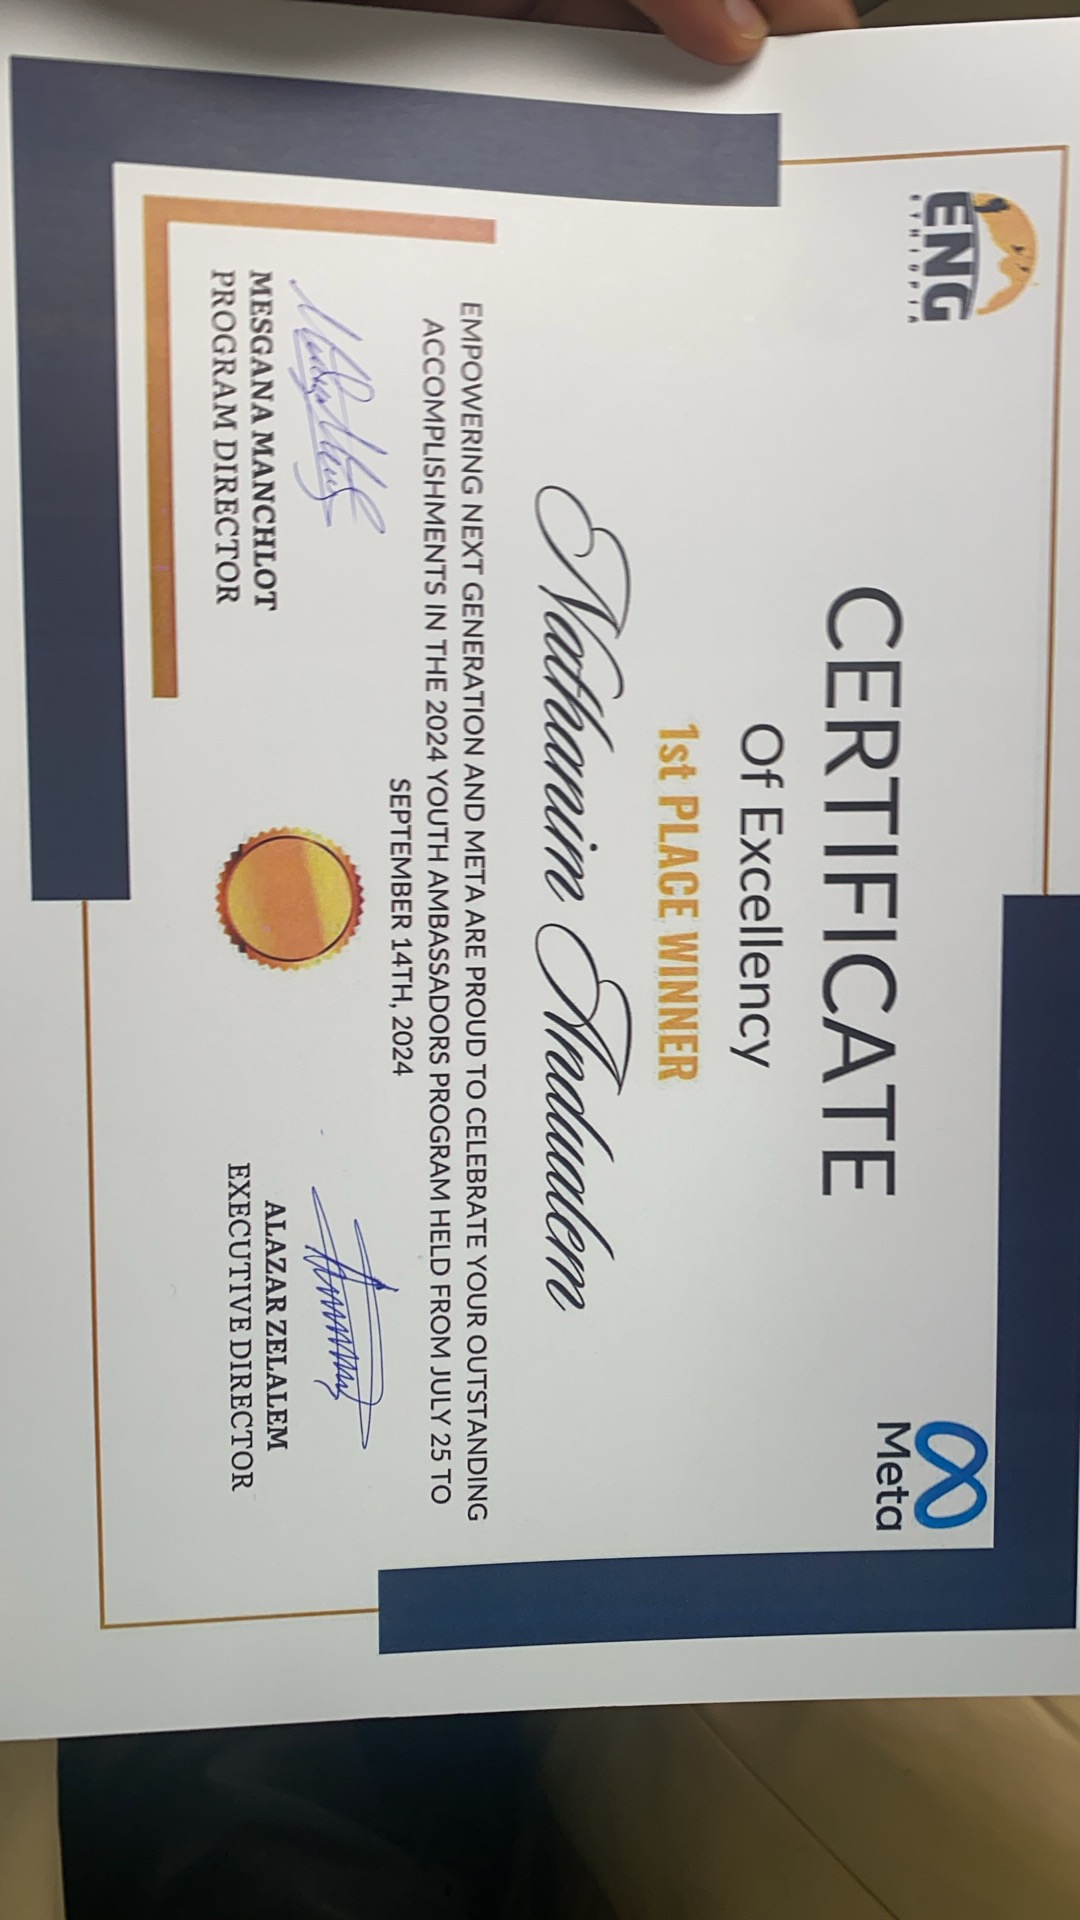 ENG
ETHIOPIA
Meta
CERTIFICATE
Of Excellency
1st PLACE WINNER
Nathanim Andualem
EMPOWERING NEXT GENERATION AND META ARE PROUD TO CELEBRATE YOUR OUTSTANDING
ACCOMPLISHMENTS IN THE 2024 YOUTH AMBASSADORS PROGRAM HELD FROM JULY 25 TO
SEPTEMBER 14TH, 2024
MESGANA MANCHLOT
PROGRAM DIRECTOR
ALAZAR ZELALEM
EXECUTIVE DIRECTOR